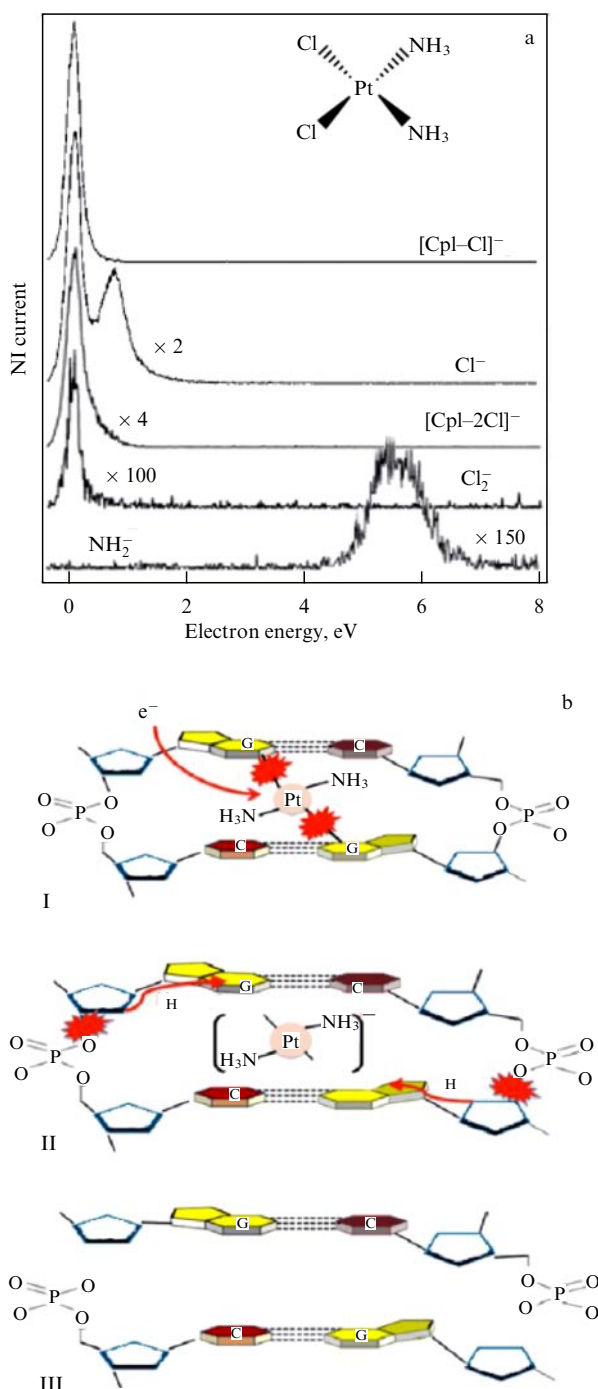 a
Cl
NH₃
Pt
Cl
NH₃
[Cpl–Cl]⁻
× 2
Cl⁻
× 4
[Cpl–2Cl]⁻
× 100
Cl₂⁻
NH₂⁻
× 150
NI current
0 2 4 6 8
Electron energy, eV
b
e⁻
G C
NH₃
O Pt O
P O H₃N O P
O O O
C G
I
G C
H
O NH₃⁻ O
P O Pt O P
O O H₃N O
C H
II
G C
O O
P O O P
O O O O
C G
III